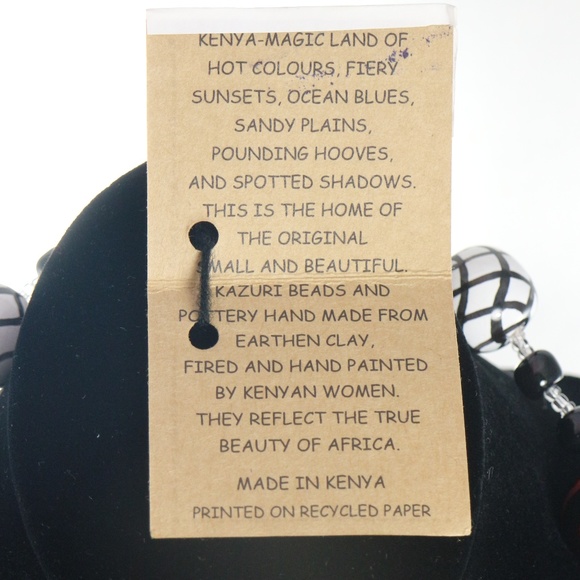 KENYA-MAGIC LAND OF
HOT COLOURS, FIERY
SUNSETS, OCEAN BLUES,
SANDY PLAINS,
POUNDING HOOVES,
AND SPOTTED SHADOWS.
THIS IS THE HOME OF
THE ORIGINAL
SMALL AND BEAUTIFUL.
KAZURI BEADS AND
POTTERY HAND MADE FROM
EARTHEN CLAY,
FIRED AND HAND PAINTED
BY KENYAN WOMEN.
THEY REFLECT THE TRUE
BEAUTY OF AFRICA.
MADE IN KENYA
PRINTED ON RECYCLED PAPER